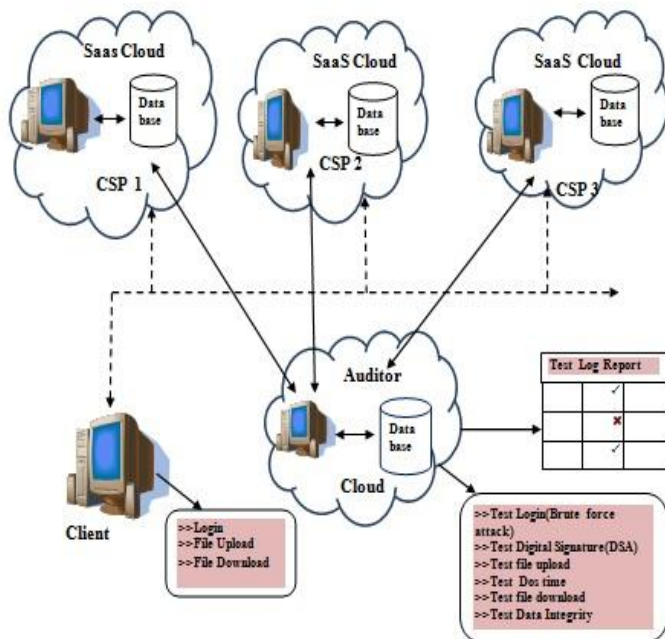 Saas Cloud
Data
base
CSP 1
SaaS Cloud
Data
base
CSP 2
SaaS Cloud
Data
base
CSP 3
Auditor
Data
base
Cloud
Test Log Report
✓
✗
✓
Client
>>Login
>>File Upload
>>File Download
>>Test Login(Brute force
attack)
>>Test Digital Signature(DSA)
>>Test file upload
>>Test Dos time
>>Test file download
>>Test Data Integrity